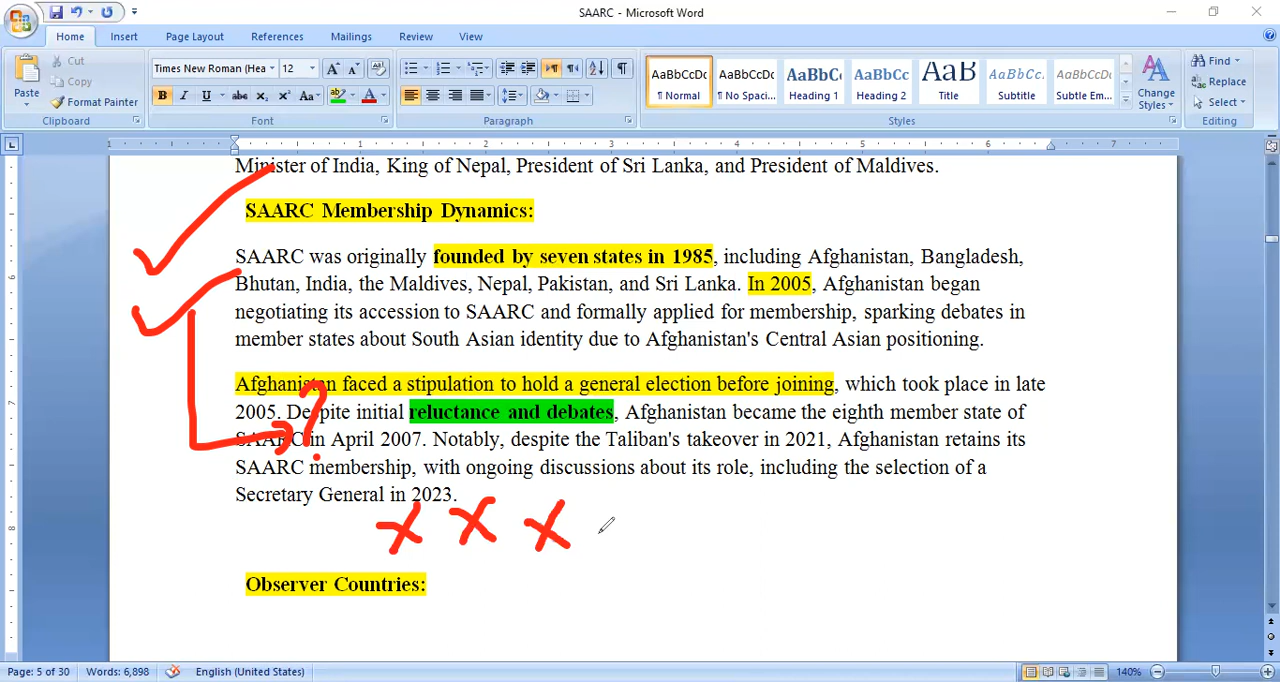 SAARC - Microsoft Word
Home Insert Page Layout References Mailings Review View
Paste Cut Copy Format Painter Clipboard
Times New Roman (Hea 12 Font
Paragraph
AaBbCcDc AaBbCcDc AaBbC AaBbCc AaB AaBbCc. AaBbCcDc
¶ Normal ¶ No Spaci... Heading 1 Heading 2 Title Subtitle Subtle Em...
Change Styles Styles
Find Replace Select Editing
1 1 2 3 4 5 6 7
Minister of India, King of Nepal, President of Sri Lanka, and President of Maldives.
SAARC Membership Dynamics:
SAARC was originally founded by seven states in 1985, including Afghanistan, Bangladesh,
Bhutan, India, the Maldives, Nepal, Pakistan, and Sri Lanka. In 2005, Afghanistan began
negotiating its accession to SAARC and formally applied for membership, sparking debates in
member states about South Asian identity due to Afghanistan's Central Asian positioning.
Afghanistan faced a stipulation to hold a general election before joining, which took place in late
2005. Despite initial reluctance and debates, Afghanistan became the eighth member state of
SAARC in April 2007. Notably, despite the Taliban's takeover in 2021, Afghanistan retains its
SAARC membership, with ongoing discussions about its role, including the selection of a
Secretary General in 2023.
?
X X X
Observer Countries:
Page: 5 of 30 Words: 6,898 English (United States) 140%